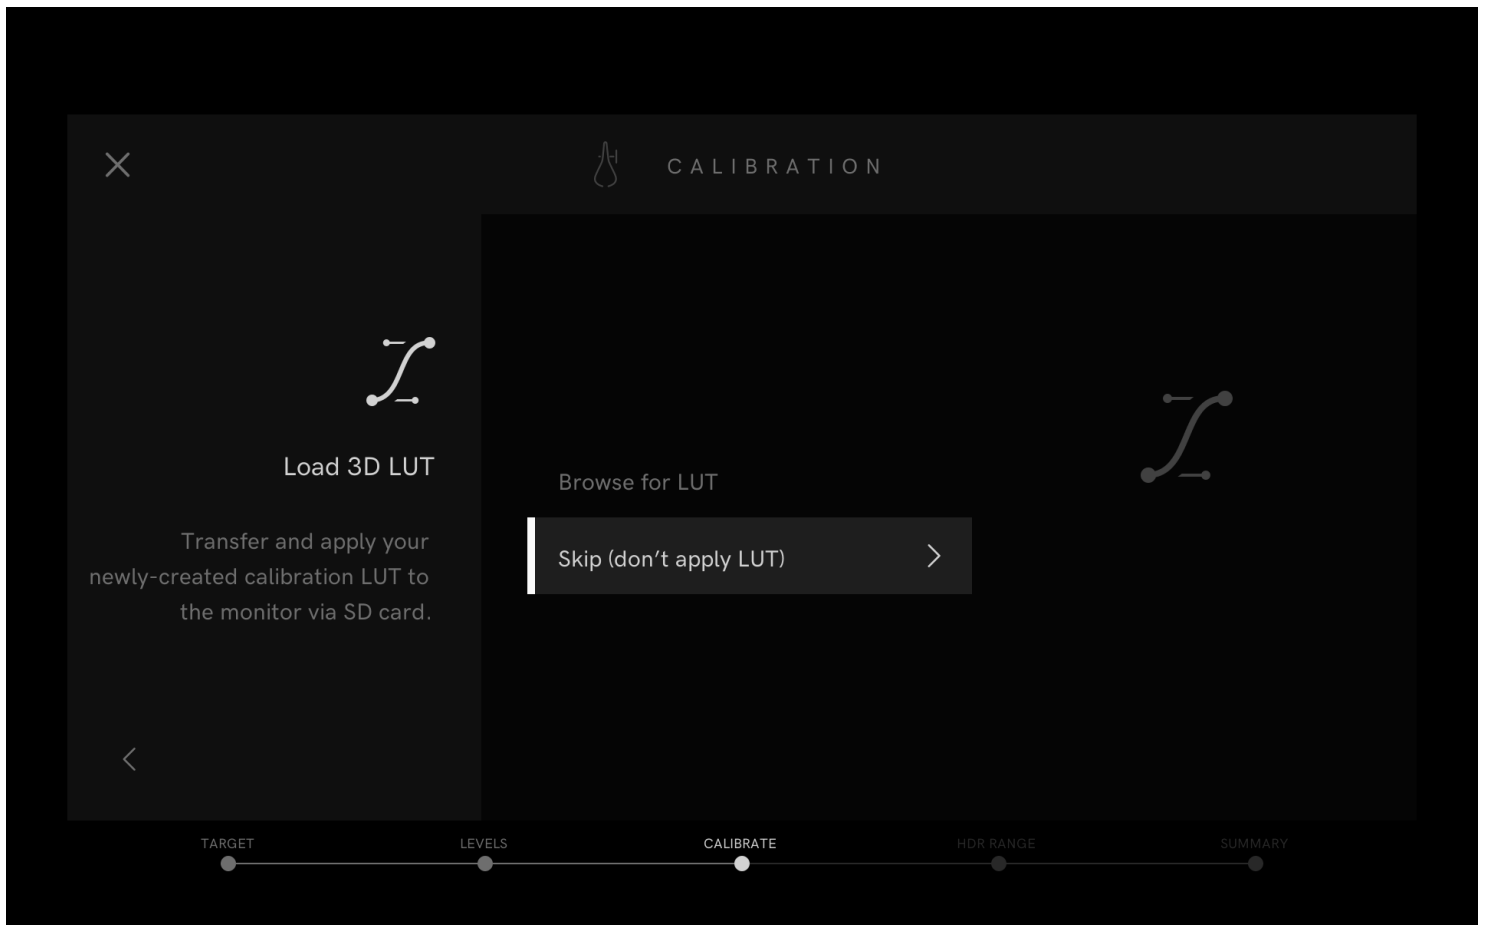 CALIBRATION
Load 3D LUT
Transfer and apply your
newly-created calibration LUT to
the monitor via SD card.
Browse for LUT
Skip (don’t apply LUT)
TARGET
LEVELS
CALIBRATE
HDR RANGE
SUMMARY